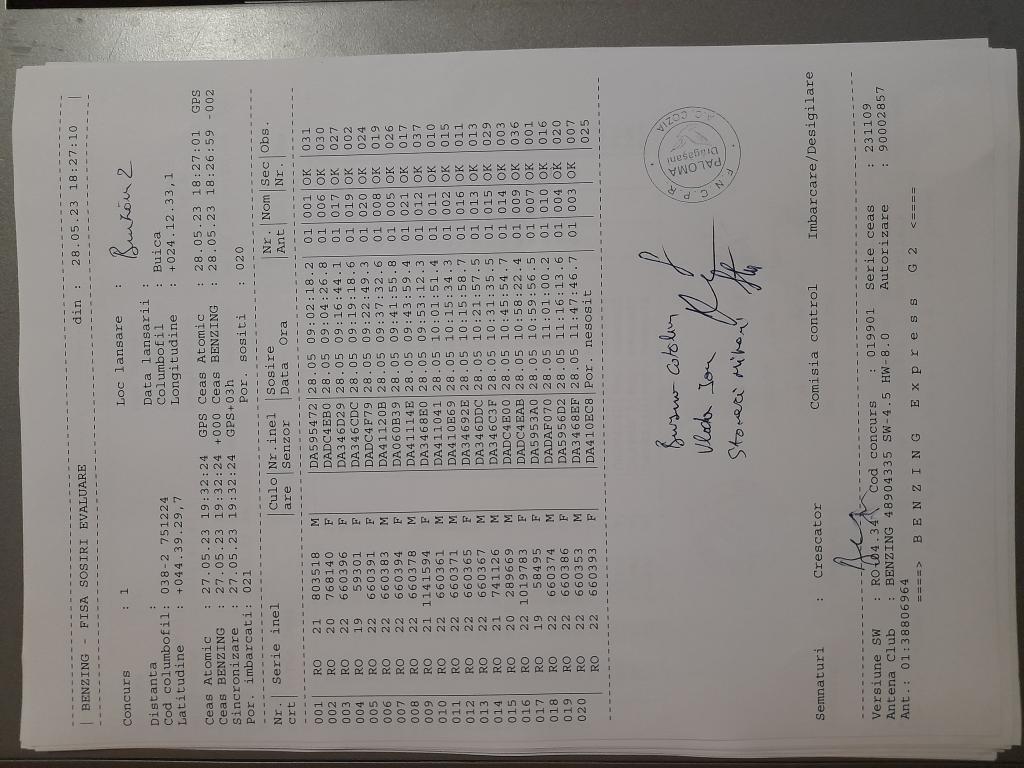 | BENZING - FISA SOSIRI EVALUARE din : 28.05.23 18:27:10 |
Concurs : 1 Loc lansare :
Distanta : Data lansarii :
Cod columbofil: 038-2 751224 Columbofil : Buica
Latitudine : +044.39.29,7 Longitudine : +024.12.33,1
Ceas Atomic : 27.05.23 19:32:24 GPS Ceas Atomic : 28.05.23 18:27:01 GPS
Ceas BENZING : 27.05.23 19:32:24 +000 Ceas BENZING : 28.05.23 18:26:59 -002
Sincronizare : 27.05.23 19:32:24 GPS+03h
Por. imbarcati: 021 Por. sositi : 020
Nr. | Serie inel |Culo|Nr inel |Sosire |Nr. |Nom|Sec|Obs.
crt | |are |Senzor |Data Ora |Ant |Nr.|
001 RO 21 803518 M DA595472 28.05 09:02:18.2 01 001 OK 031
002 RO 20 768140 F DADC4EB0 28.05 09:04:26.8 01 006 OK 030
003 RO 22 660396 F DA346D29 28.05 09:16:44.1 01 017 OK 027
004 RO 19 59301 F DA346CDC 28.05 09:19:18.6 01 019 OK 002
005 RO 22 660391 F DADC4F79 28.05 09:22:49.3 01 020 OK 024
006 RO 22 660383 M DA41120B 28.05 09:37:32.6 01 008 OK 019
007 RO 22 660394 F DA060B39 28.05 09:41:55.8 01 005 OK 026
008 RO 22 660378 M DA41114E 28.05 09:43:59.4 01 021 OK 017
009 RO 21 1141594 F DA3468E0 28.05 09:53:12.3 01 012 OK 037
010 RO 22 660361 M DA411041 28.05 10:01:51.4 01 011 OK 010
011 RO 22 660371 M DA410E69 28.05 10:15:34.3 01 002 OK 015
012 RO 22 660365 F DA34692E 28.05 10:15:58.7 01 016 OK 011
013 RO 22 660367 M DA346DDC 28.05 10:21:57.5 01 013 OK 013
014 RO 21 741126 M DA346C3F 28.05 10:31:35.5 01 015 OK 029
015 RO 20 289669 M DADC4E00 28.05 10:45:54.7 01 014 OK 003
016 RO 22 1019783 F DADC4EAB 28.05 10:58:22.4 01 009 OK 036
017 RO 19 58495 F DA5953A0 28.05 10:59:56.5 01 007 OK 001
018 RO 22 660374 M DADAF070 28.05 11:01:00.2 01 010 OK 016
019 RO 22 660386 F DA5956D2 28.05 11:16:13.6 01 004 OK 020
020 RO 22 660353 M DA3468EF 28.05 11:47:46.7 01 003 OK 007
RO 22 660393 F DA410EC8 Por. nesosit 025
F.N.C.P.R.
PALOMA
Drăgășani
A.C. COZIA
Semnaturi : Crescator Comisia control Imbarcare/Desigilare
Versiune SW : Cod concurs : 019901 Serie ceas : 231109
Antena Club : BENZING 48904335 SW-4.5 HW-8.0 Autorizare : 90002857
Ant.: 01:38806964
====> B E N Z I N G E x p r e s s G 2 <====